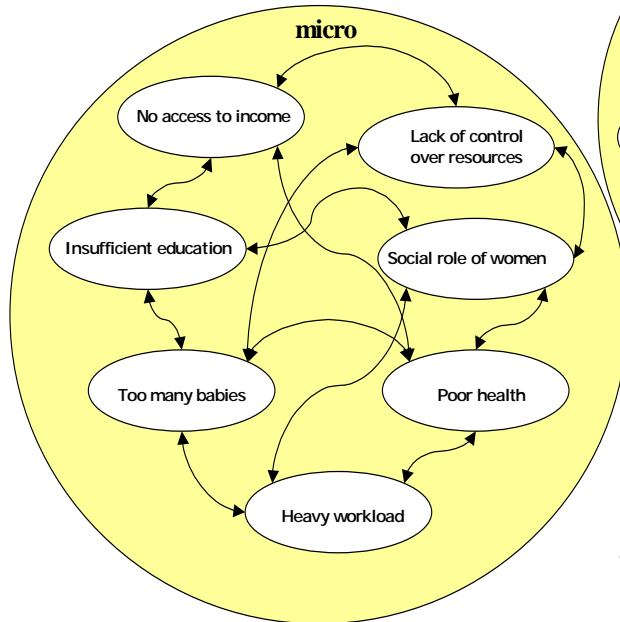 micro
No access to income
Lack of control
over resources
Insufficient education
Social role of women
Too many babies
Poor health
Heavy workload